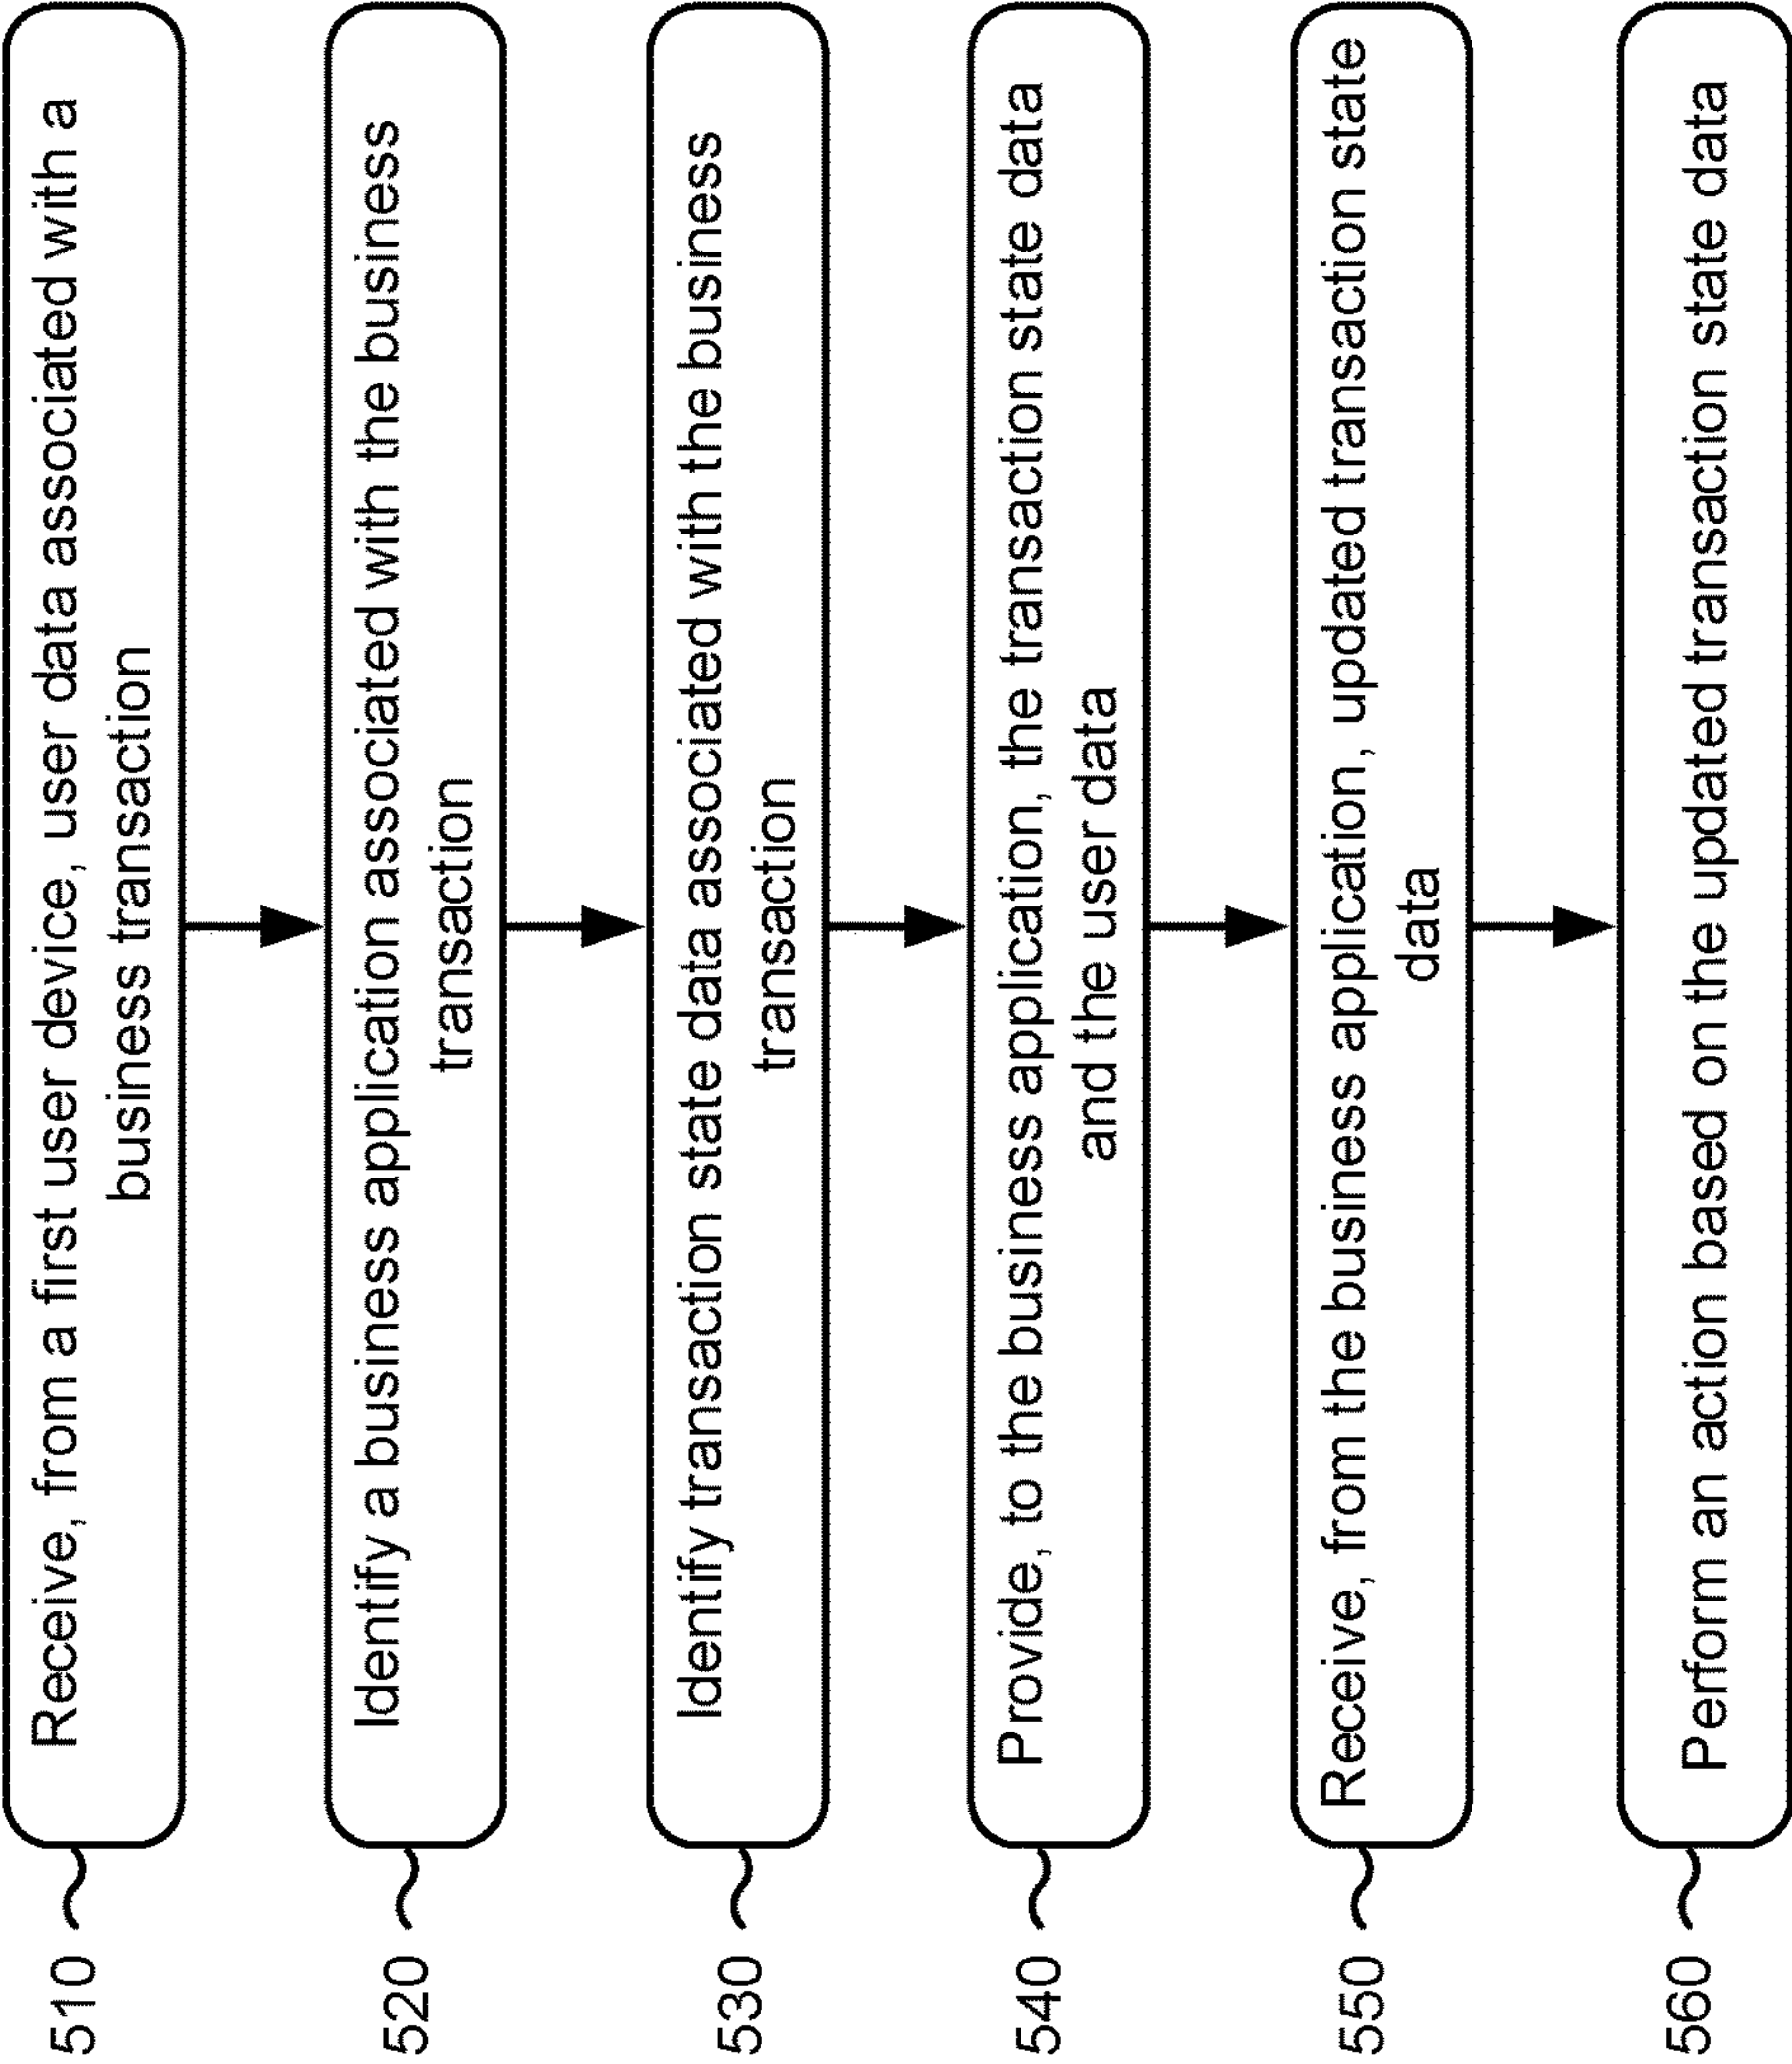 510
Receive, from a first user device, user data associated with a
business transaction
520
Identify a business application associated with the business
transaction
530
Identify transaction state data associated with the business
transaction
540
Provide, to the business application, the transaction state data
and the user data
550
Receive, from the business application, updated transaction state
data
560
Perform an action based on the updated transaction state data